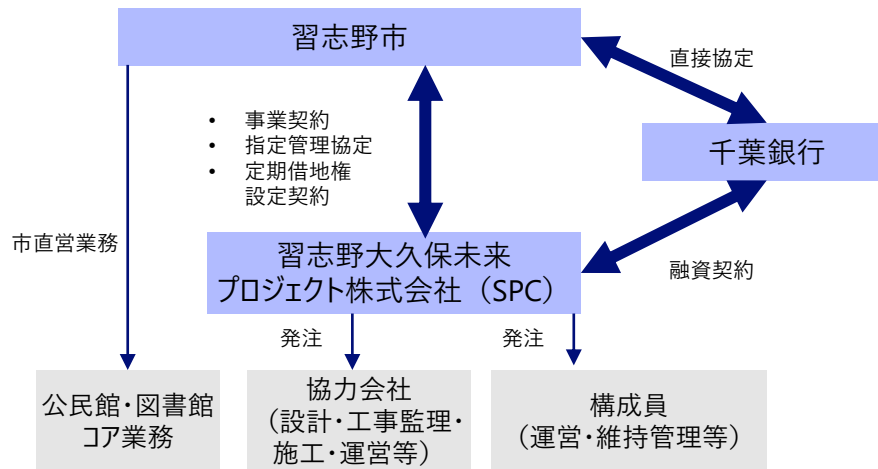 習志野市
直接協定
• 事業契約
• 指定管理協定
• 定期借地権
設定契約
千葉銀行
市直営業務
習志野大久保未来
プロジェクト株式会社（SPC）
融資契約
発注
発注
公民館・図書館
コア業務
協力会社
（設計・工事監理・
施工・運営等）
構成員
（運営・維持管理等）